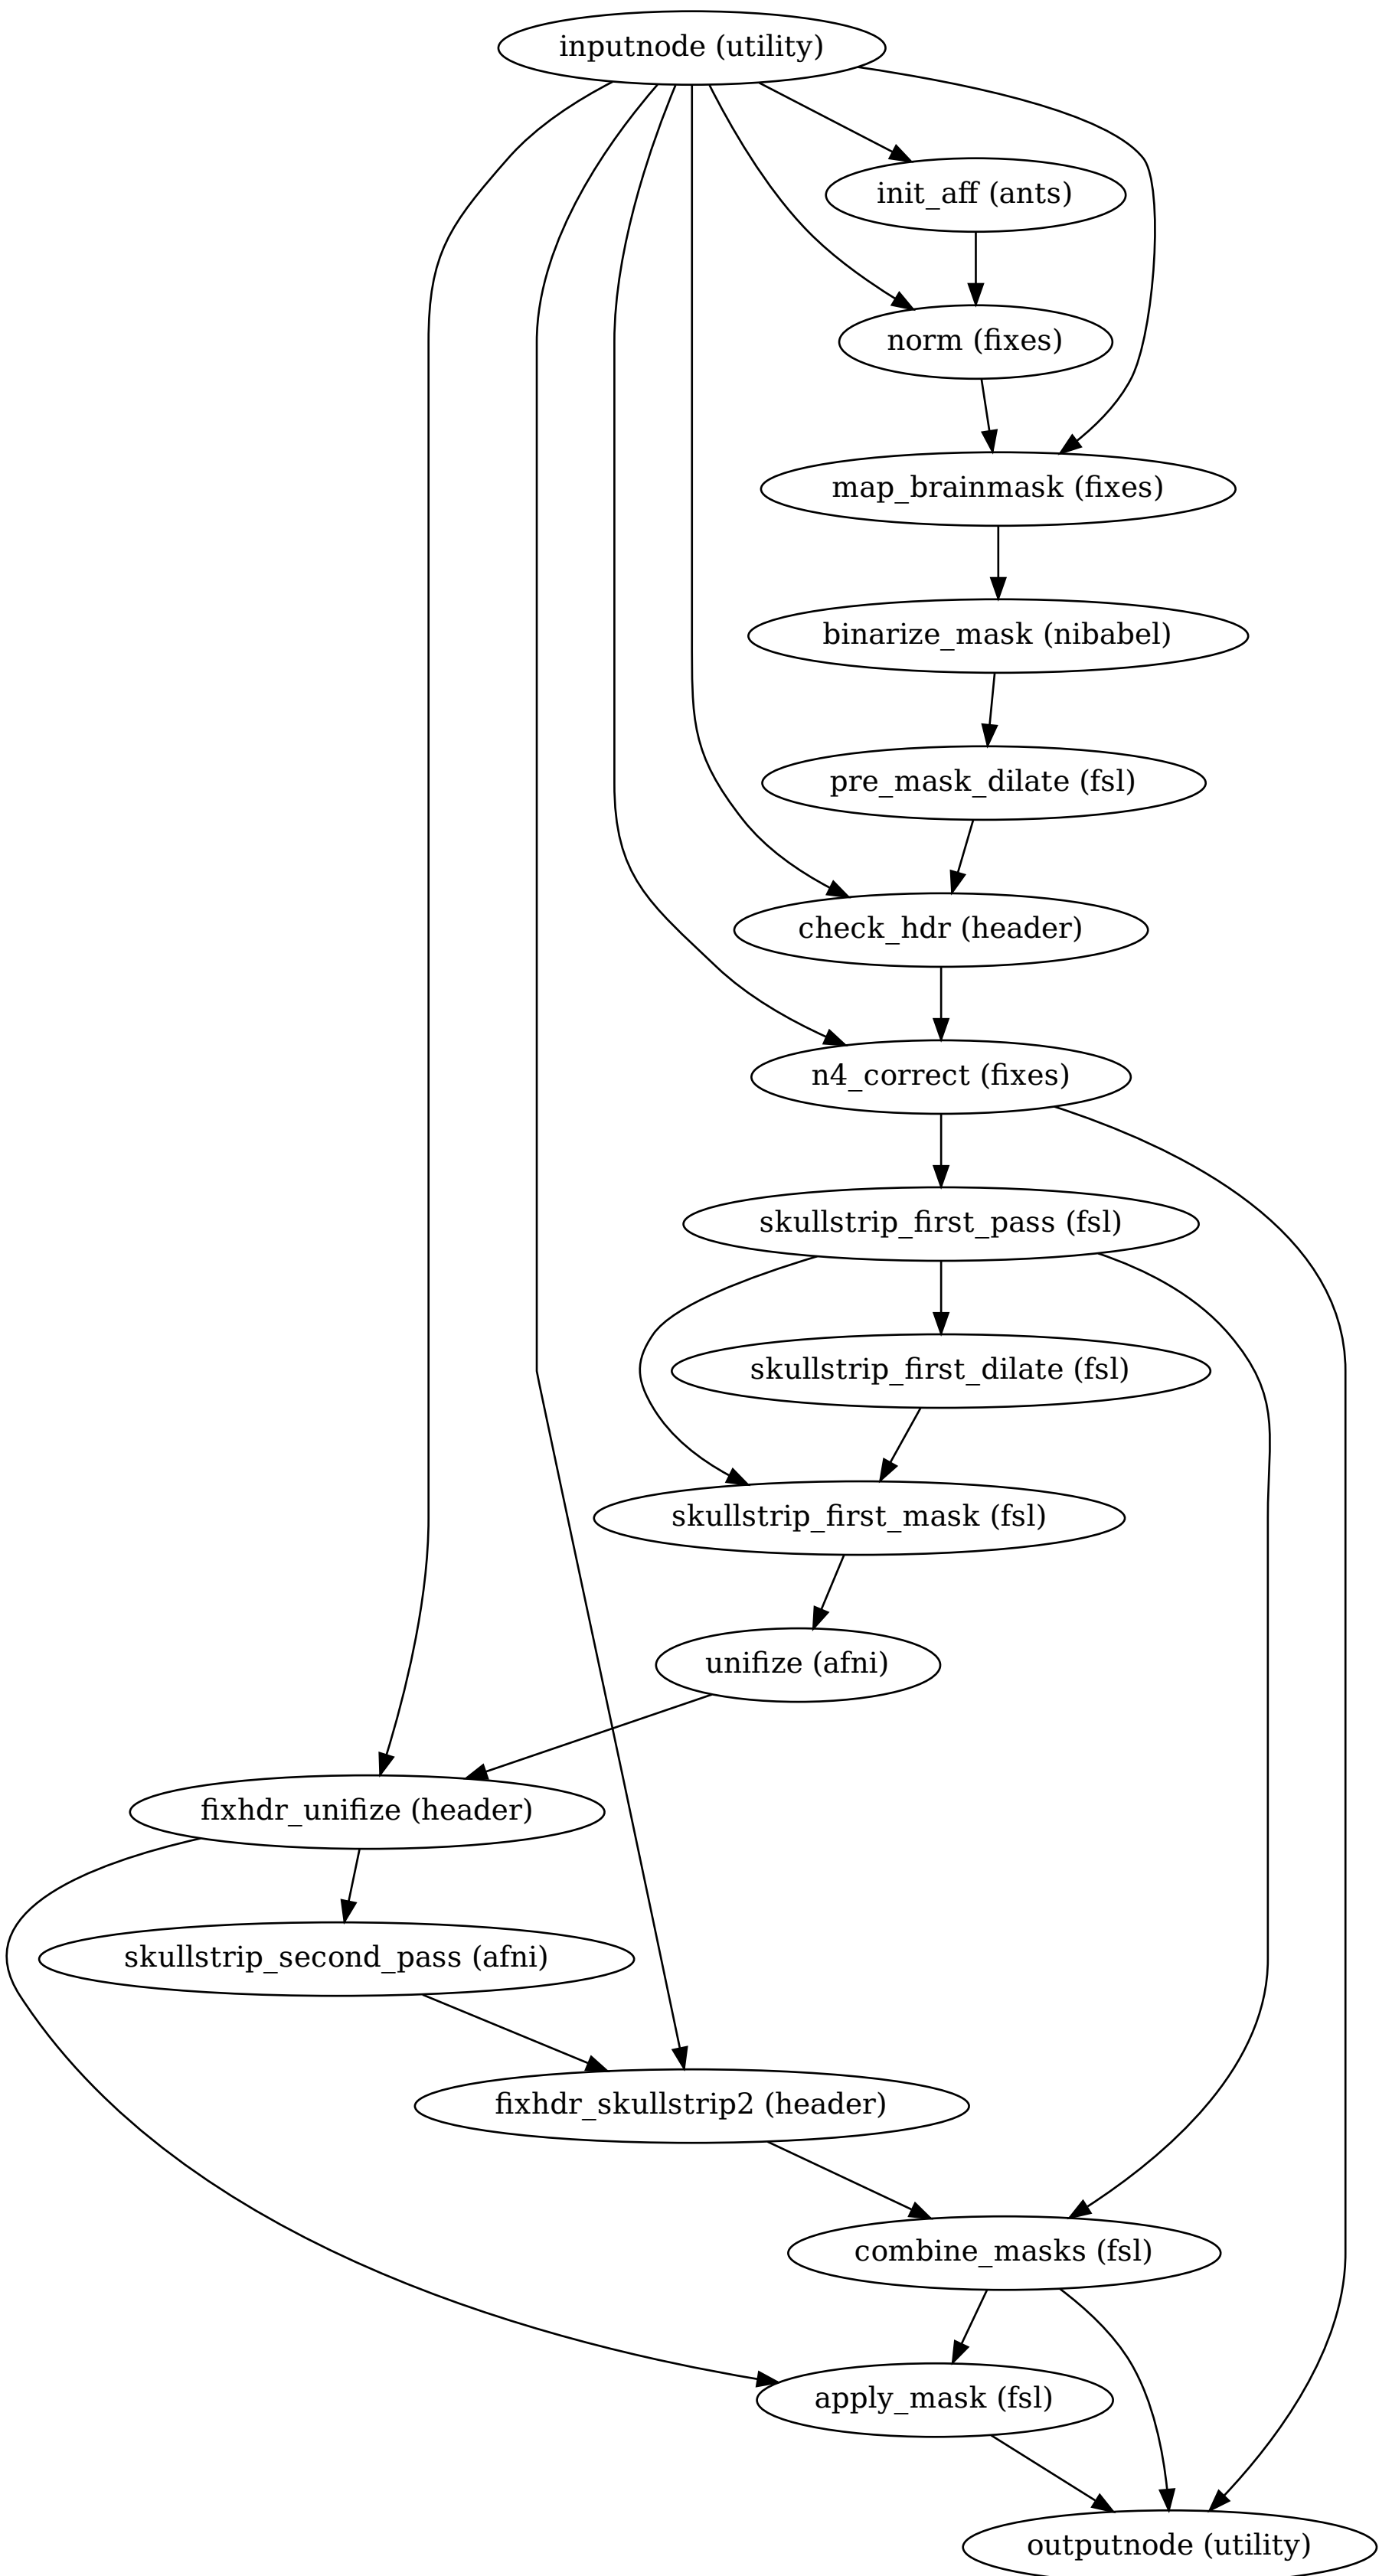 inputnode (utility)
init_aff (ants)
norm (fixes)
map_brainmask (fixes)
binarize_mask (nibabel)
pre_mask_dilate (fsl)
check_hdr (header)
n4_correct (fixes)
skullstrip_first_pass (fsl)
skullstrip_first_dilate (fsl)
skullstrip_first_mask (fsl)
unifize (afni)
fixhdr_unifize (header)
skullstrip_second_pass (afni)
fixhdr_skullstrip2 (header)
combine_masks (fsl)
apply_mask (fsl)
outputnode (utility)